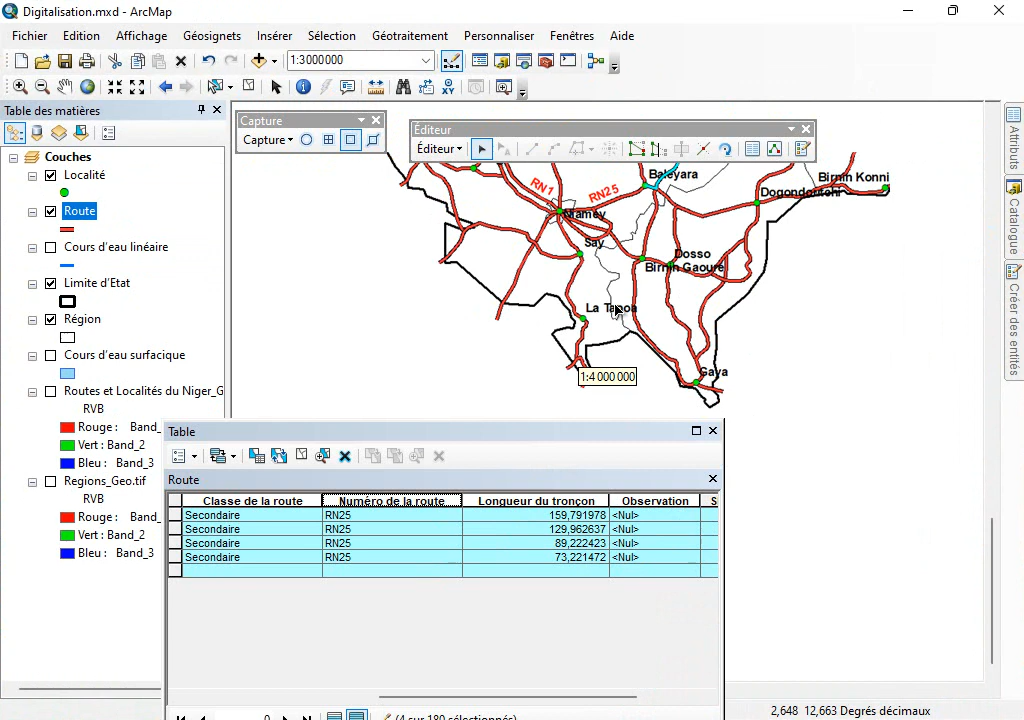 Digitalisation.mxd - ArcMap
Fichier Edition Affichage Géosignets Insérer Sélection Géotraitement Personnaliser Fenêtres Aide
1:3000000
Table des matières
Couches
Localité
Route
Cours d'eau linéaire
Limite d'Etat
Région
Cours d'eau surfacique
Routes et Localités du Niger_G
RVB
Rouge : Band_
Vert : Band_2
Bleu : Band_3
Regions_Geo.tif
RVB
Rouge : Band_
Vert : Band_2
Bleu : Band_3
Capture
Capture
Éditeur
Éditeur
Baleyara
Birnin Konni
Dogondoutchi
RN1
RN25
Niamey
Say
Dosso
Birnin Gaoure
La Tapoa
1:4 000 000
Gaya
Attributs
Catalogue
Créer des entités
Table
Route
Classe de la route Numéro de la route Longueur du tronçon Observation S
Secondaire RN25 159,791978 <Nul>
Secondaire RN25 129,962637 <Nul>
Secondaire RN25 89,222423 <Nul>
Secondaire RN25 73,221472 <Nul>
0 (4 sur 180 sélectionnés)
2,648 12,663 Degrés décimaux